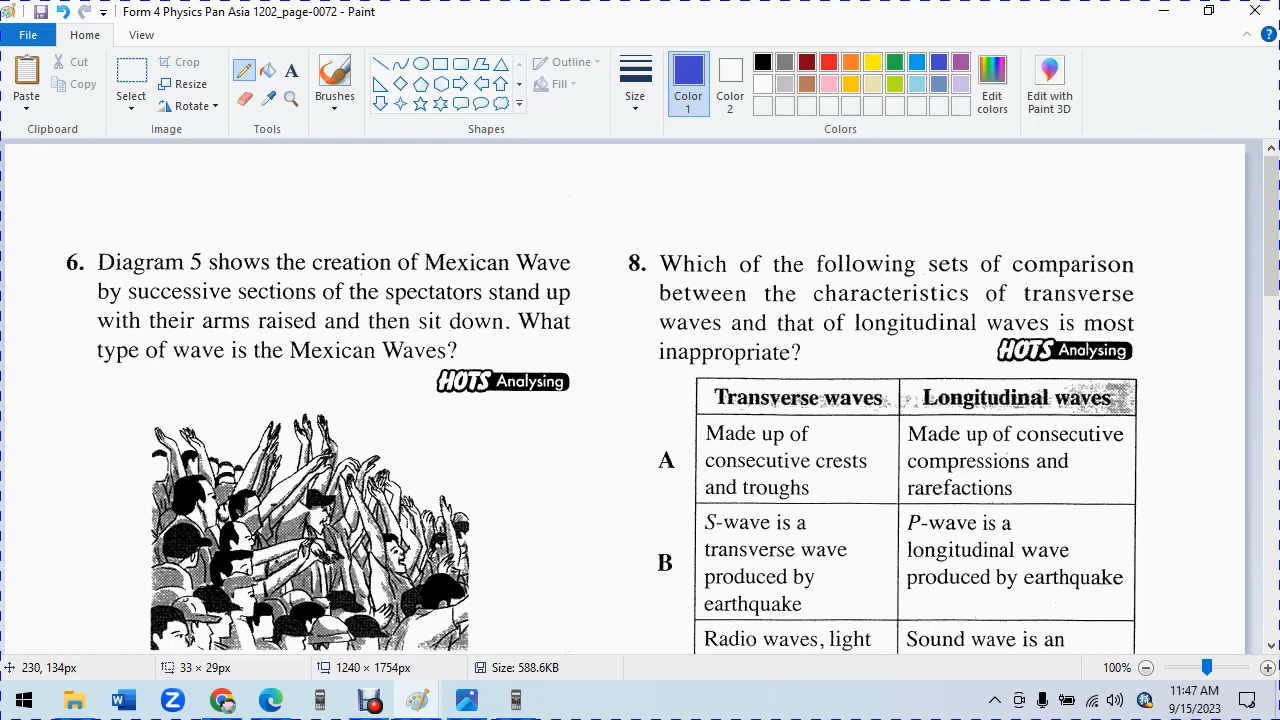 Form 4 Physics Pan Asia 1202_page-0072 - Paint
File
Home
View
Paste
Cut
Copy
Clipboard
Select
Crop
Resize
Rotate
Image
A
Tools
Brushes
Outline
Fill
Shapes
Size
Color
1
Color
2
Edit
colors
Edit with
Paint 3D
Colors
6. Diagram 5 shows the creation of Mexican Wave
by successive sections of the spectators stand up
with their arms raised and then sit down. What
type of wave is the Mexican Waves?
HOTS Analysing
8. Which of the following sets of comparison
between the characteristics of transverse
waves and that of longitudinal waves is most
inappropriate?
HOTS Analysing
Transverse waves
Longitudinal waves
A
Made up of
consecutive crests
and troughs
Made up of consecutive
compressions and
rarefactions
B
S-wave is a
transverse wave
produced by
earthquake
P-wave is a
longitudinal wave
produced by earthquake
Radio waves, light
Sound wave is an
230, 134px
33 × 29px
1240 × 1754px
Size: 588.6KB
100%
11:47 AM
9/15/2023